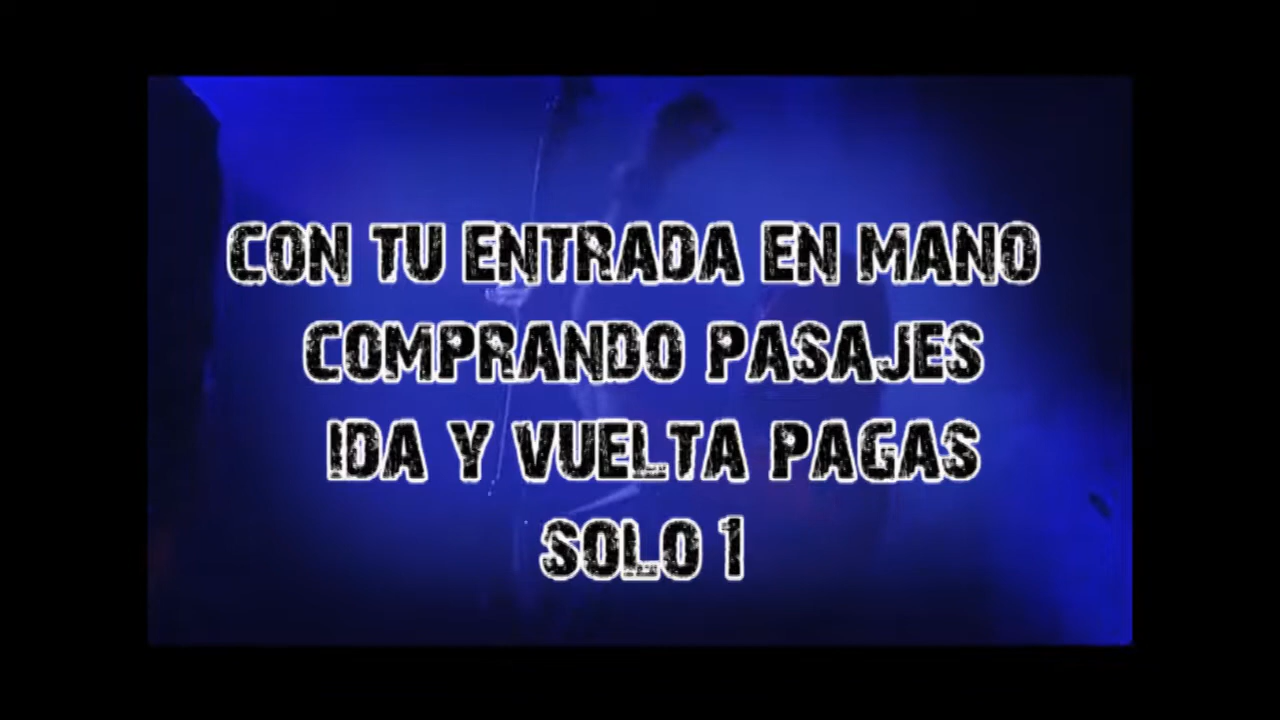 CON TU ENTRADA EN MANO
COMPRANDO PASAJES
IDA Y VUELTA PAGAS
SOLO 1